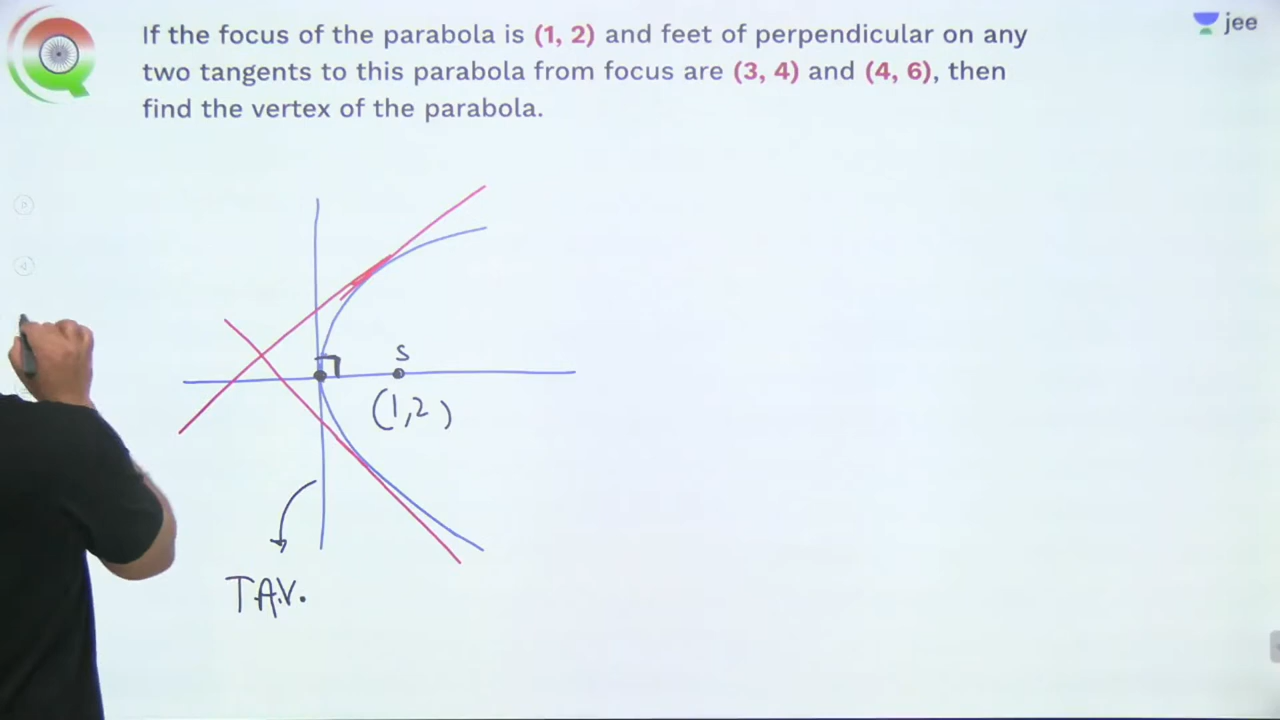 If the focus of the parabola is (1, 2) and feet of perpendicular on any
two tangents to this parabola from focus are (3, 4) and (4, 6), then
find the vertex of the parabola.
jee
S
(1,2)
T.A.V.